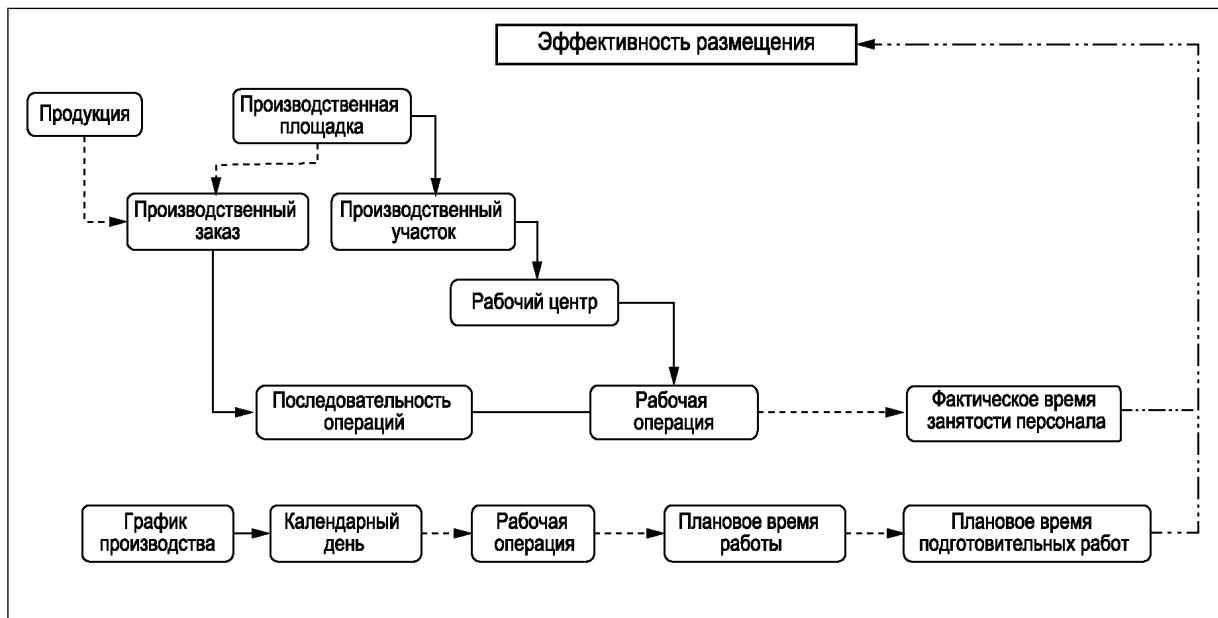 Эффективность размещения
Продукция
Производственная
площадка
Производственный
заказ
Производственный
участок
Рабочий центр
Последовательность
операций
Рабочая
операция
Фактическое время
занятости персонала
График
производства
Календарный
день
Рабочая
операция
Плановое время
работы
Плановое время
подготовительных работ